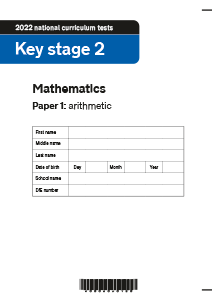 2022 national curriculum tests
Key stage 2
Mathematics
Paper 1: arithmetic
First name
Middle name
Last name
Date of birth Day Month Year
School name
DfE number